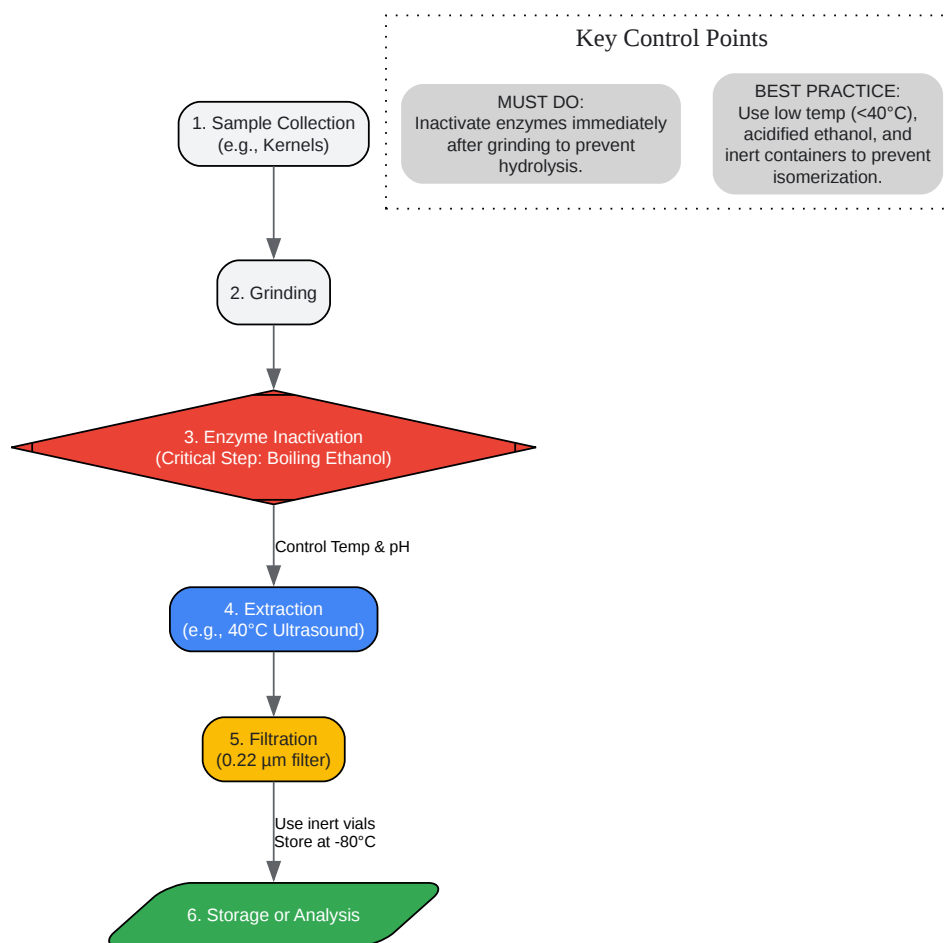 Key Control Points
MUST DO:
Inactivate enzymes immediately
after grinding to prevent
hydrolysis.
BEST PRACTICE:
Use low temp (<40°C),
acidified ethanol, and
inert containers to prevent
isomerization.
1. Sample Collection
(e.g., Kernels)
2. Grinding
3. Enzyme Inactivation
(Critical Step: Boiling Ethanol)
Control Temp & pH
4. Extraction
(e.g., 40°C Ultrasound)
5. Filtration
(0.22 µm filter)
Use inert vials
Store at -80°C
6. Storage or Analysis